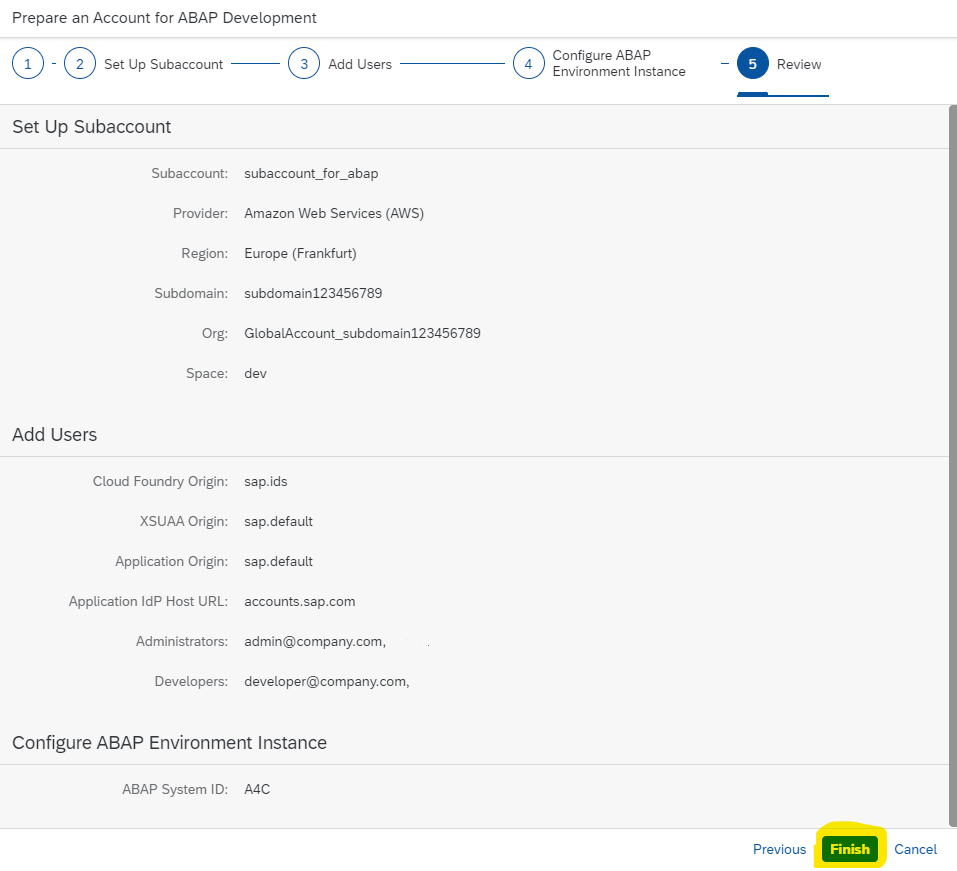 Prepare an Account for ABAP Development
1 - 2 Set Up Subaccount 3 Add Users 4 Configure ABAP
Environment Instance 5 Review
Set Up Subaccount
Subaccount: subaccount_for_abap
Provider: Amazon Web Services (AWS)
Region: Europe (Frankfurt)
Subdomain: subdomain123456789
Org: GlobalAccount_subdomain123456789
Space: dev
Add Users
Cloud Foundry Origin: sap.ids
XSUAA Origin: sap.default
Application Origin: sap.default
Application IdP Host URL: accounts.sap.com
Administrators: admin@company.com,
Developers: developer@company.com,
Configure ABAP Environment Instance
ABAP System ID: A4C
Previous Finish Cancel